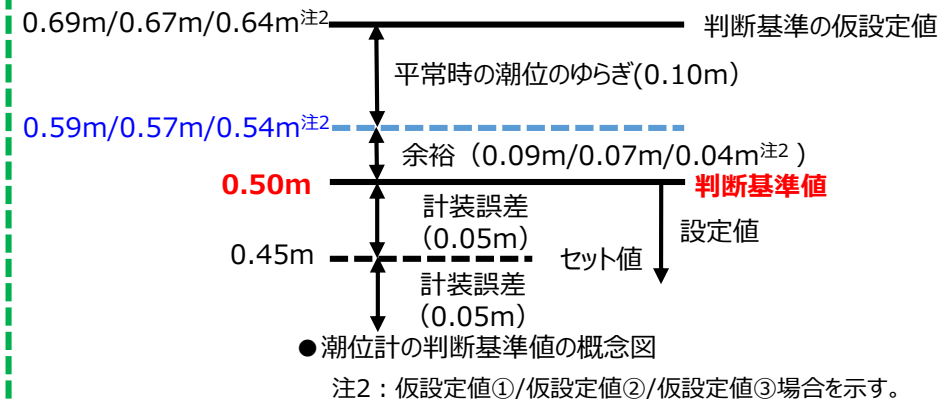 0.69m/0.67m/0.64m注2 判断基準の仮設定値
平常時の潮位のゆらぎ(0.10m)
0.59m/0.57m/0.54m注2
余裕（0.09m/0.07m/0.04m注2）
0.50m 判断基準値
計装誤差
（0.05m）
設定値
0.45m セット値
計装誤差
（0.05m）
●潮位計の判断基準値の概念図
注2：仮設定値①/仮設定値②/仮設定値③場合を示す。